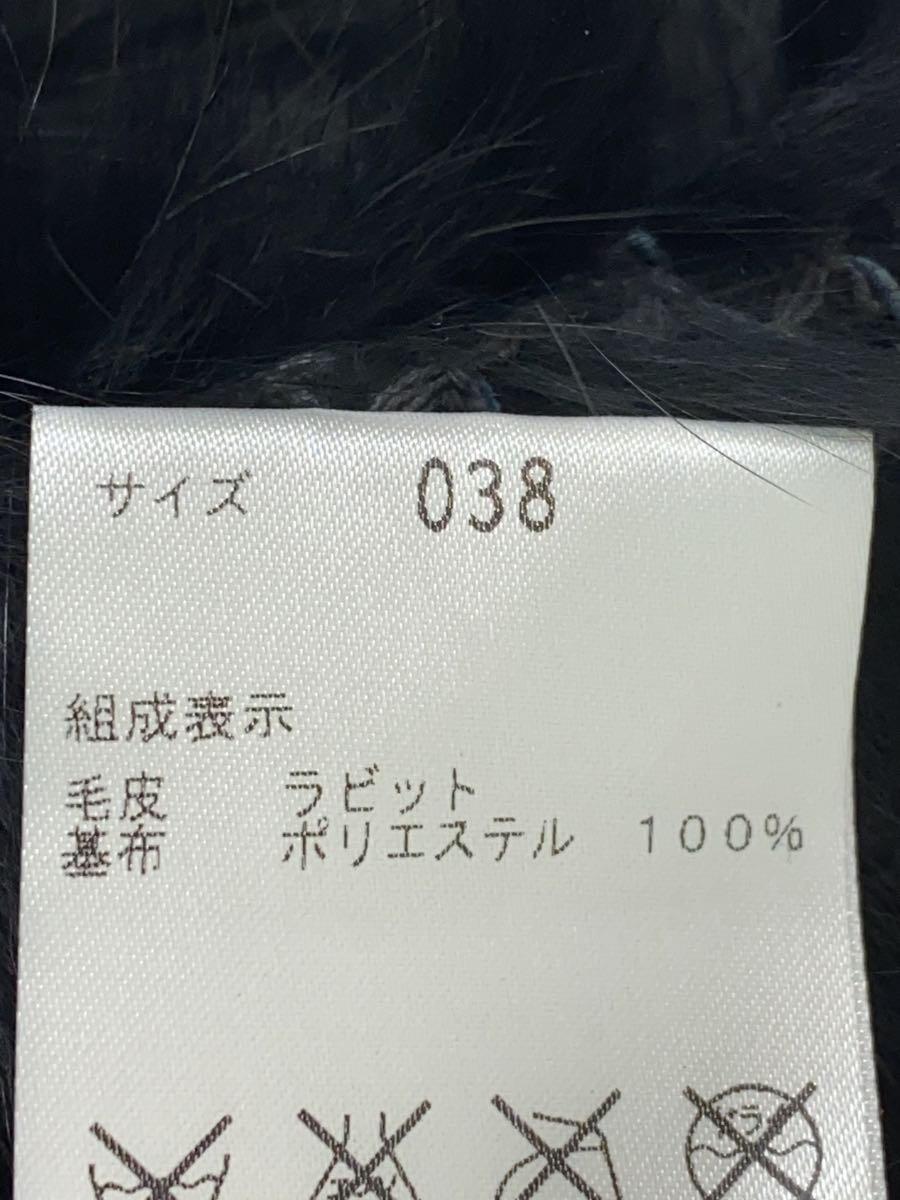 サイズ 038
組成表示
毛皮 ラビット
基布 ポリエステル 100%